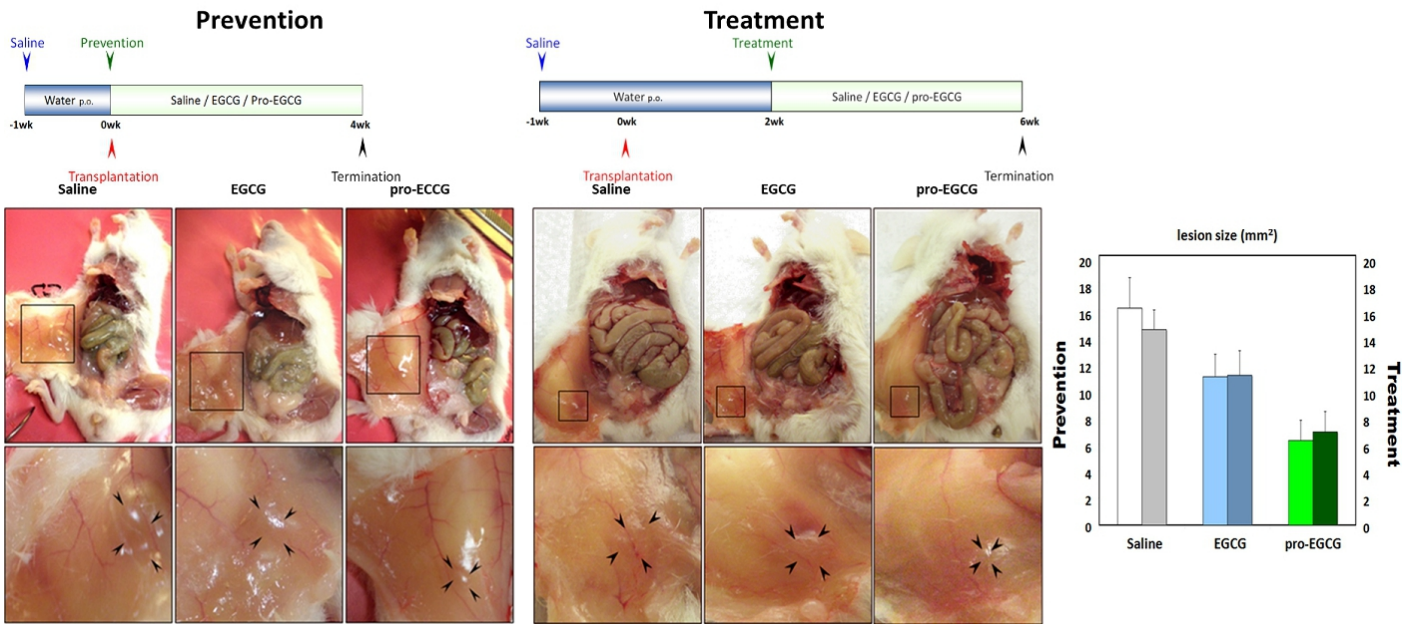 Prevention
Treatment
Saline
Prevention
Saline
Treatment
Water p.o.
Saline / EGCG / Pro-EGCG
Water p.o.
Saline / EGCG / pro-EGCG
-1wk
0wk
4wk
-1wk
0wk
2wk
6wk
Transplantation
Termination
Transplantation
Termination
Saline
EGCG
pro-ECCG
Saline
EGCG
pro-EGCG
lesion size (mm²)
20
18
16
14
12
10
8
6
4
2
0
Prevention
20
18
16
14
12
10
8
6
4
2
0
Treatment
Saline
EGCG
pro-EGCG